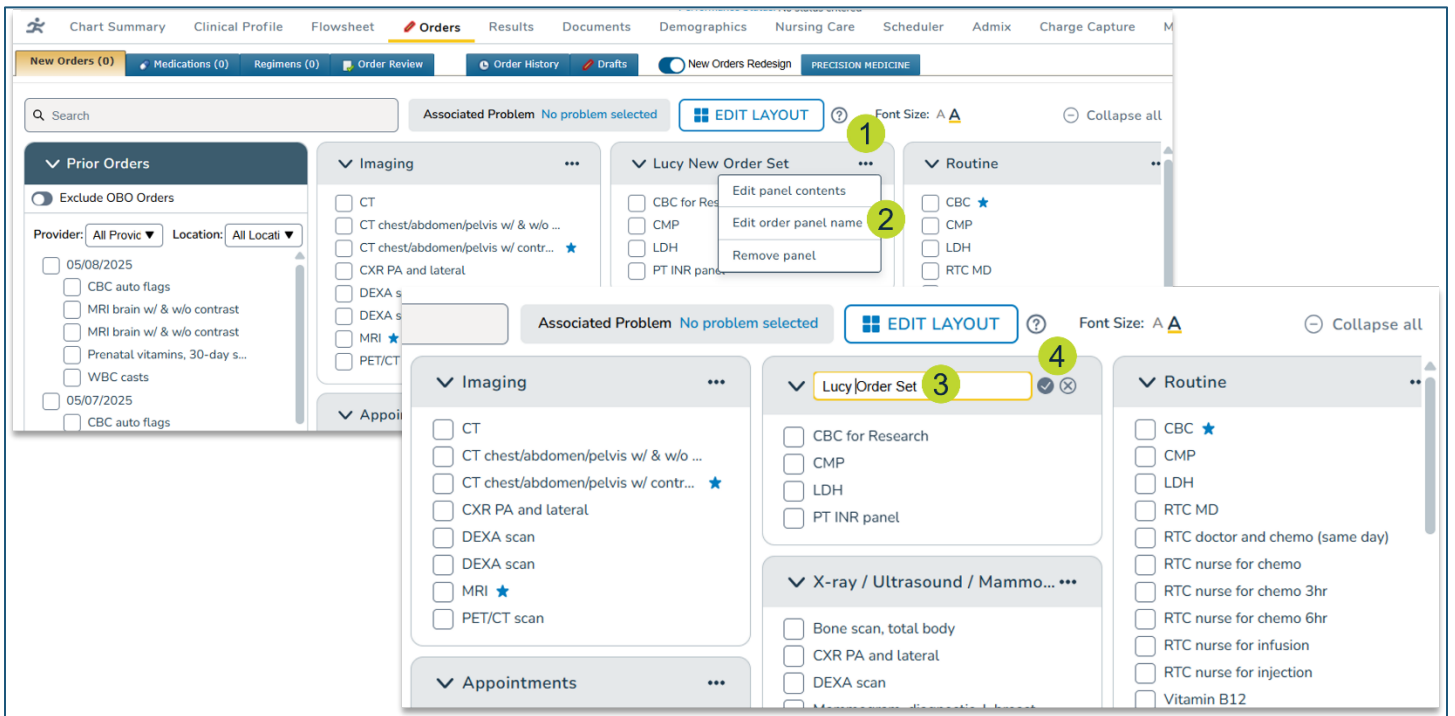 Chart Summary Clinical Profile Flowsheet Orders Results Documents Demographics Nursing Care Scheduler Admix Charge Capture M
New Orders (0) Medications (0) Regimens (0) Order Review Order History Drafts New Orders Redesign PRECISION MEDICINE
Search
Associated Problem No problem selected
EDIT LAYOUT
?
Font Size: A A
Collapse all
1
Prior Orders
Exclude OBO Orders
Provider: All Provic ▼ Location: All Locati ▼
05/08/2025
CBC auto flags
MRI brain w/ & w/o contrast
MRI brain w/ & w/o contrast
Prenatal vitamins, 30-day s...
WBC casts
05/07/2025
CBC auto flags
Imaging •••
CT
CT chest/abdomen/pelvis w/ & w/o ...
CT chest/abdomen/pelvis w/ contr... ★
CXR PA and lateral
DEXA s
DEXA s
MRI ★
PET/CT
Appoi
Lucy New Order Set •••
CBC for Res
CMP
LDH
PT INR pane
Edit panel contents
Edit order panel name 2
Remove panel
Routine ••
CBC ★
CMP
LDH
RTC MD
Associated Problem No problem selected
EDIT LAYOUT
?
Font Size: A A
Collapse all
Imaging •••
CT
CT chest/abdomen/pelvis w/ & w/o ...
CT chest/abdomen/pelvis w/ contr... ★
CXR PA and lateral
DEXA scan
DEXA scan
MRI ★
PET/CT scan
Appointments •••
Lucy Order Set 3
4
CBC for Research
CMP
LDH
PT INR panel
X-ray / Ultrasound / Mammo... •••
Bone scan, total body
CXR PA and lateral
DEXA scan
Routine ••
CBC ★
CMP
LDH
RTC MD
RTC doctor and chemo (same day)
RTC nurse for chemo
RTC nurse for chemo 3hr
RTC nurse for chemo 6hr
RTC nurse for infusion
RTC nurse for injection
Vitamin B12